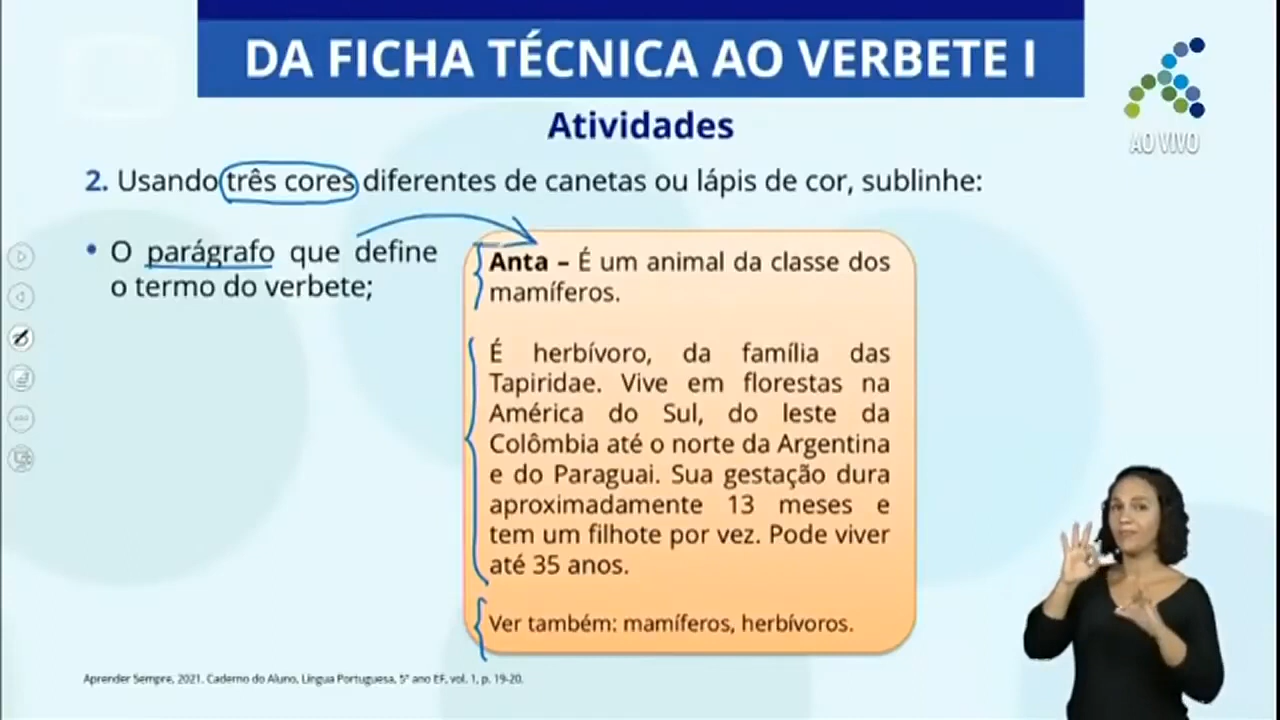 DA FICHA TÉCNICA AO VERBETE I
AO VIVO
Atividades
2. Usando três cores diferentes de canetas ou lápis de cor, sublinhe:
• O parágrafo que define
o termo do verbete;
Anta – É um animal da classe dos
mamíferos.
É herbívoro, da família das
Tapiridae. Vive em florestas na
América do Sul, do leste da
Colômbia até o norte da Argentina
e do Paraguai. Sua gestação dura
aproximadamente 13 meses e
tem um filhote por vez. Pode viver
até 35 anos.
Ver também: mamíferos, herbívoros.
Aprender Sempre, 2021. Caderno do Aluno, Língua Portuguesa, 5º ano EF, vol. 1, p. 19-20.